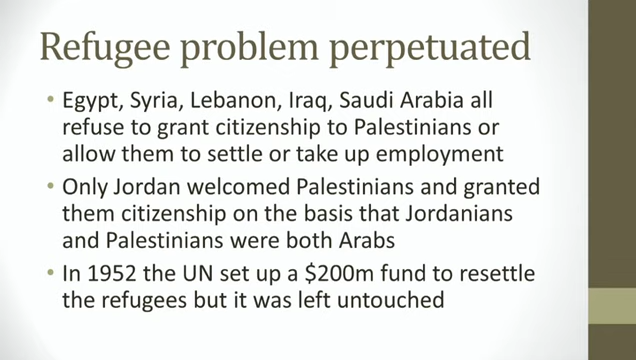 Refugee problem perpetuated
• Egypt, Syria, Lebanon, Iraq, Saudi Arabia all
refuse to grant citizenship to Palestinians or
allow them to settle or take up employment
• Only Jordan welcomed Palestinians and granted
them citizenship on the basis that Jordanians
and Palestinians were both Arabs
• In 1952 the UN set up a $200m fund to resettle
the refugees but it was left untouched